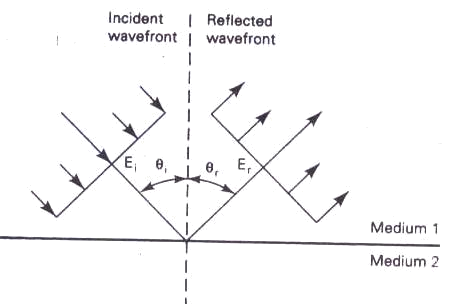 Incident
wavefront
Reflected
wavefront
Eᵢ
θᵢ
θᵣ
Eᵣ
Medium 1
Medium 2